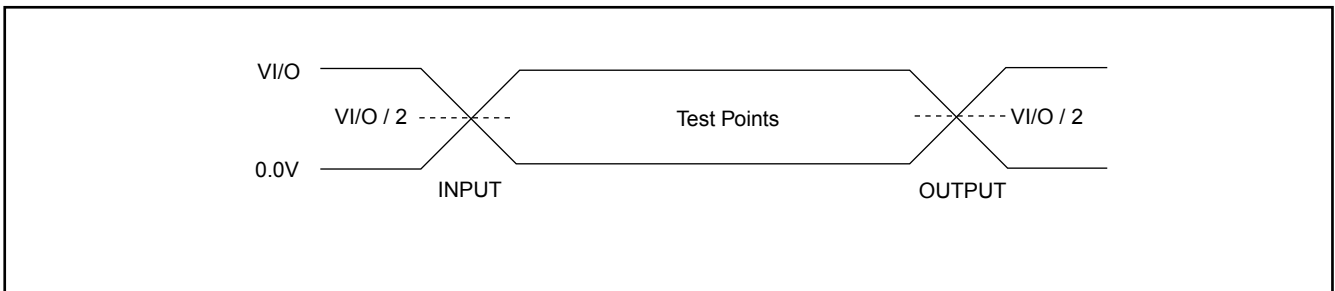 VI/O
VI/O / 2
Test Points
VI/O / 2
0.0V
INPUT
OUTPUT